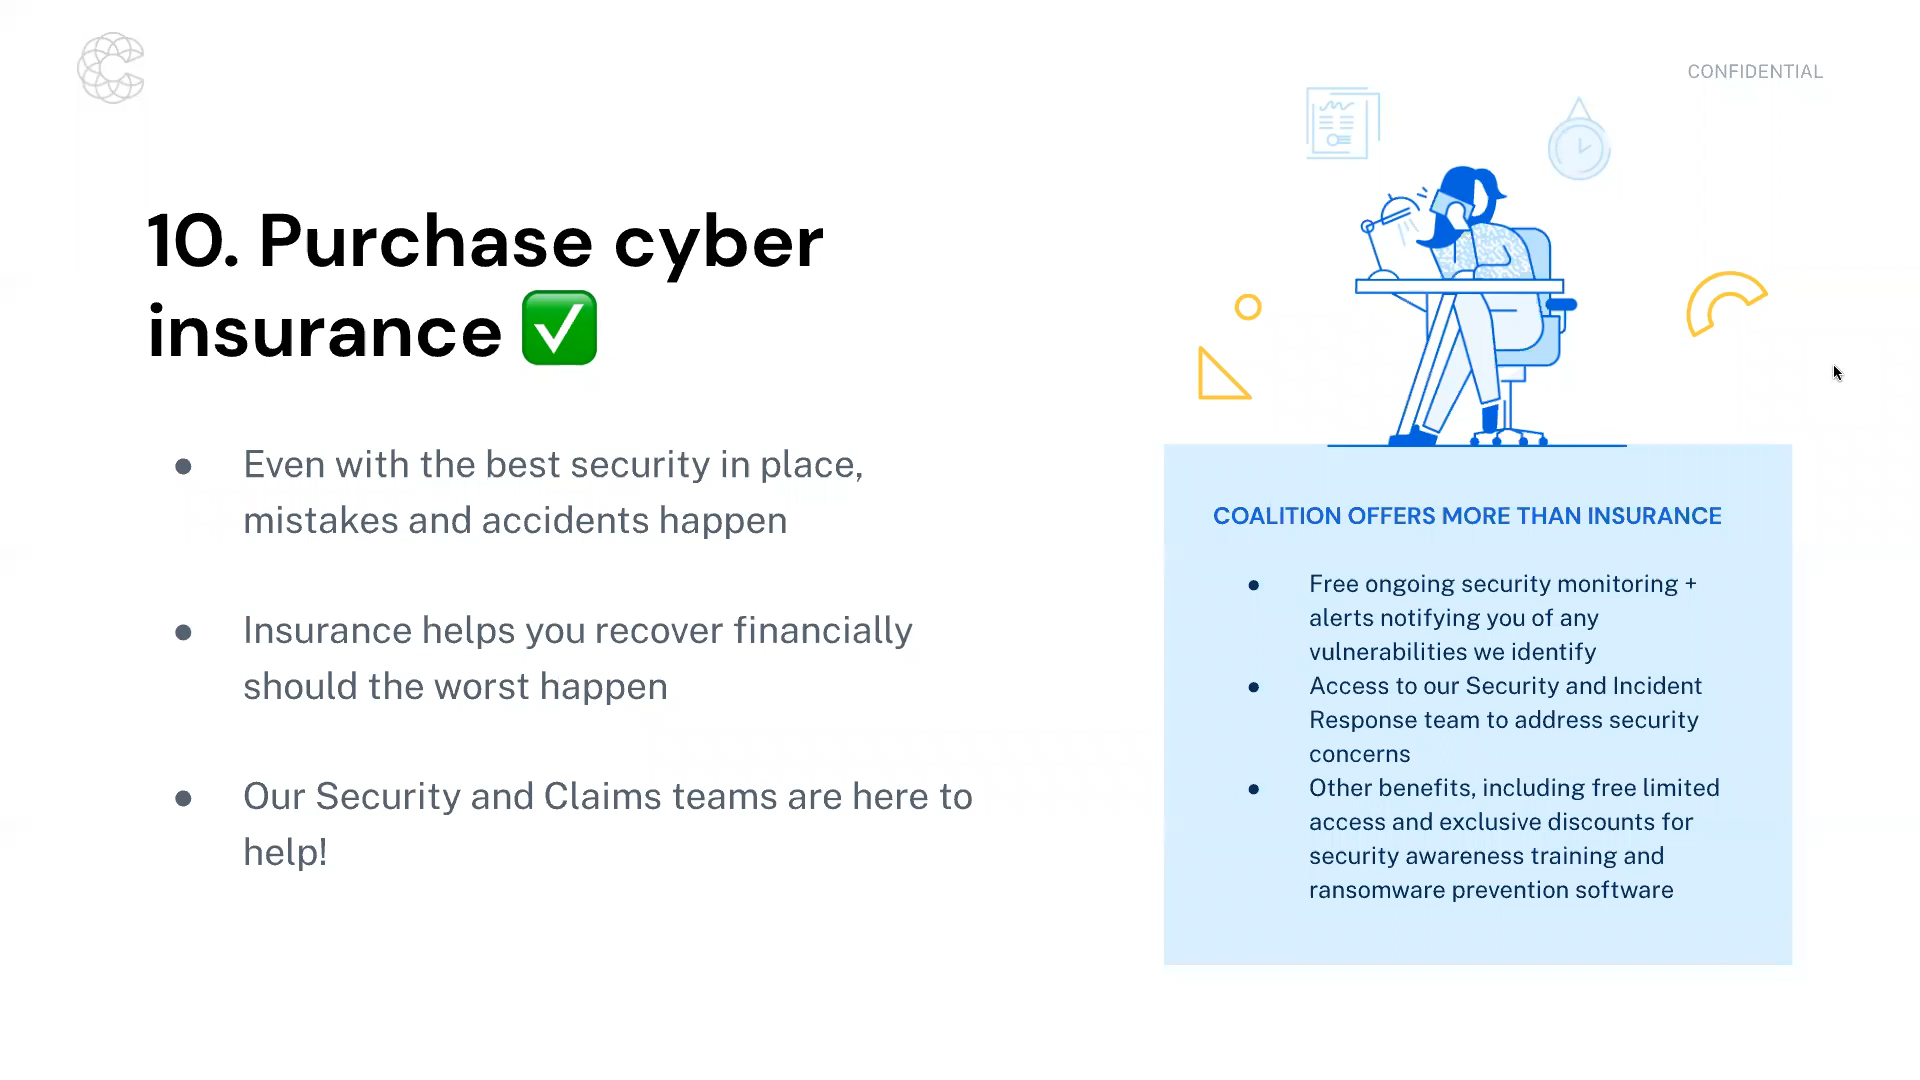 CONFIDENTIAL
10. Purchase cyber
insurance ✅
● Even with the best security in place,
mistakes and accidents happen
● Insurance helps you recover financially
should the worst happen
● Our Security and Claims teams are here to
help!
COALITION OFFERS MORE THAN INSURANCE
● Free ongoing security monitoring +
alerts notifying you of any
vulnerabilities we identify
● Access to our Security and Incident
Response team to address security
concerns
● Other benefits, including free limited
access and exclusive discounts for
security awareness training and
ransomware prevention software